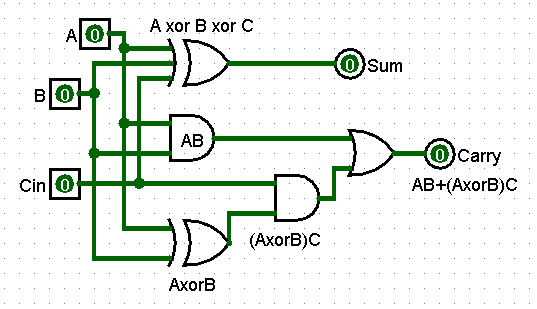 A xor B xor C
A 0
0 Sum
B 0
AB
0 Carry
AB+(AxorB)C
Cin 0
(AxorB)C
AxorB